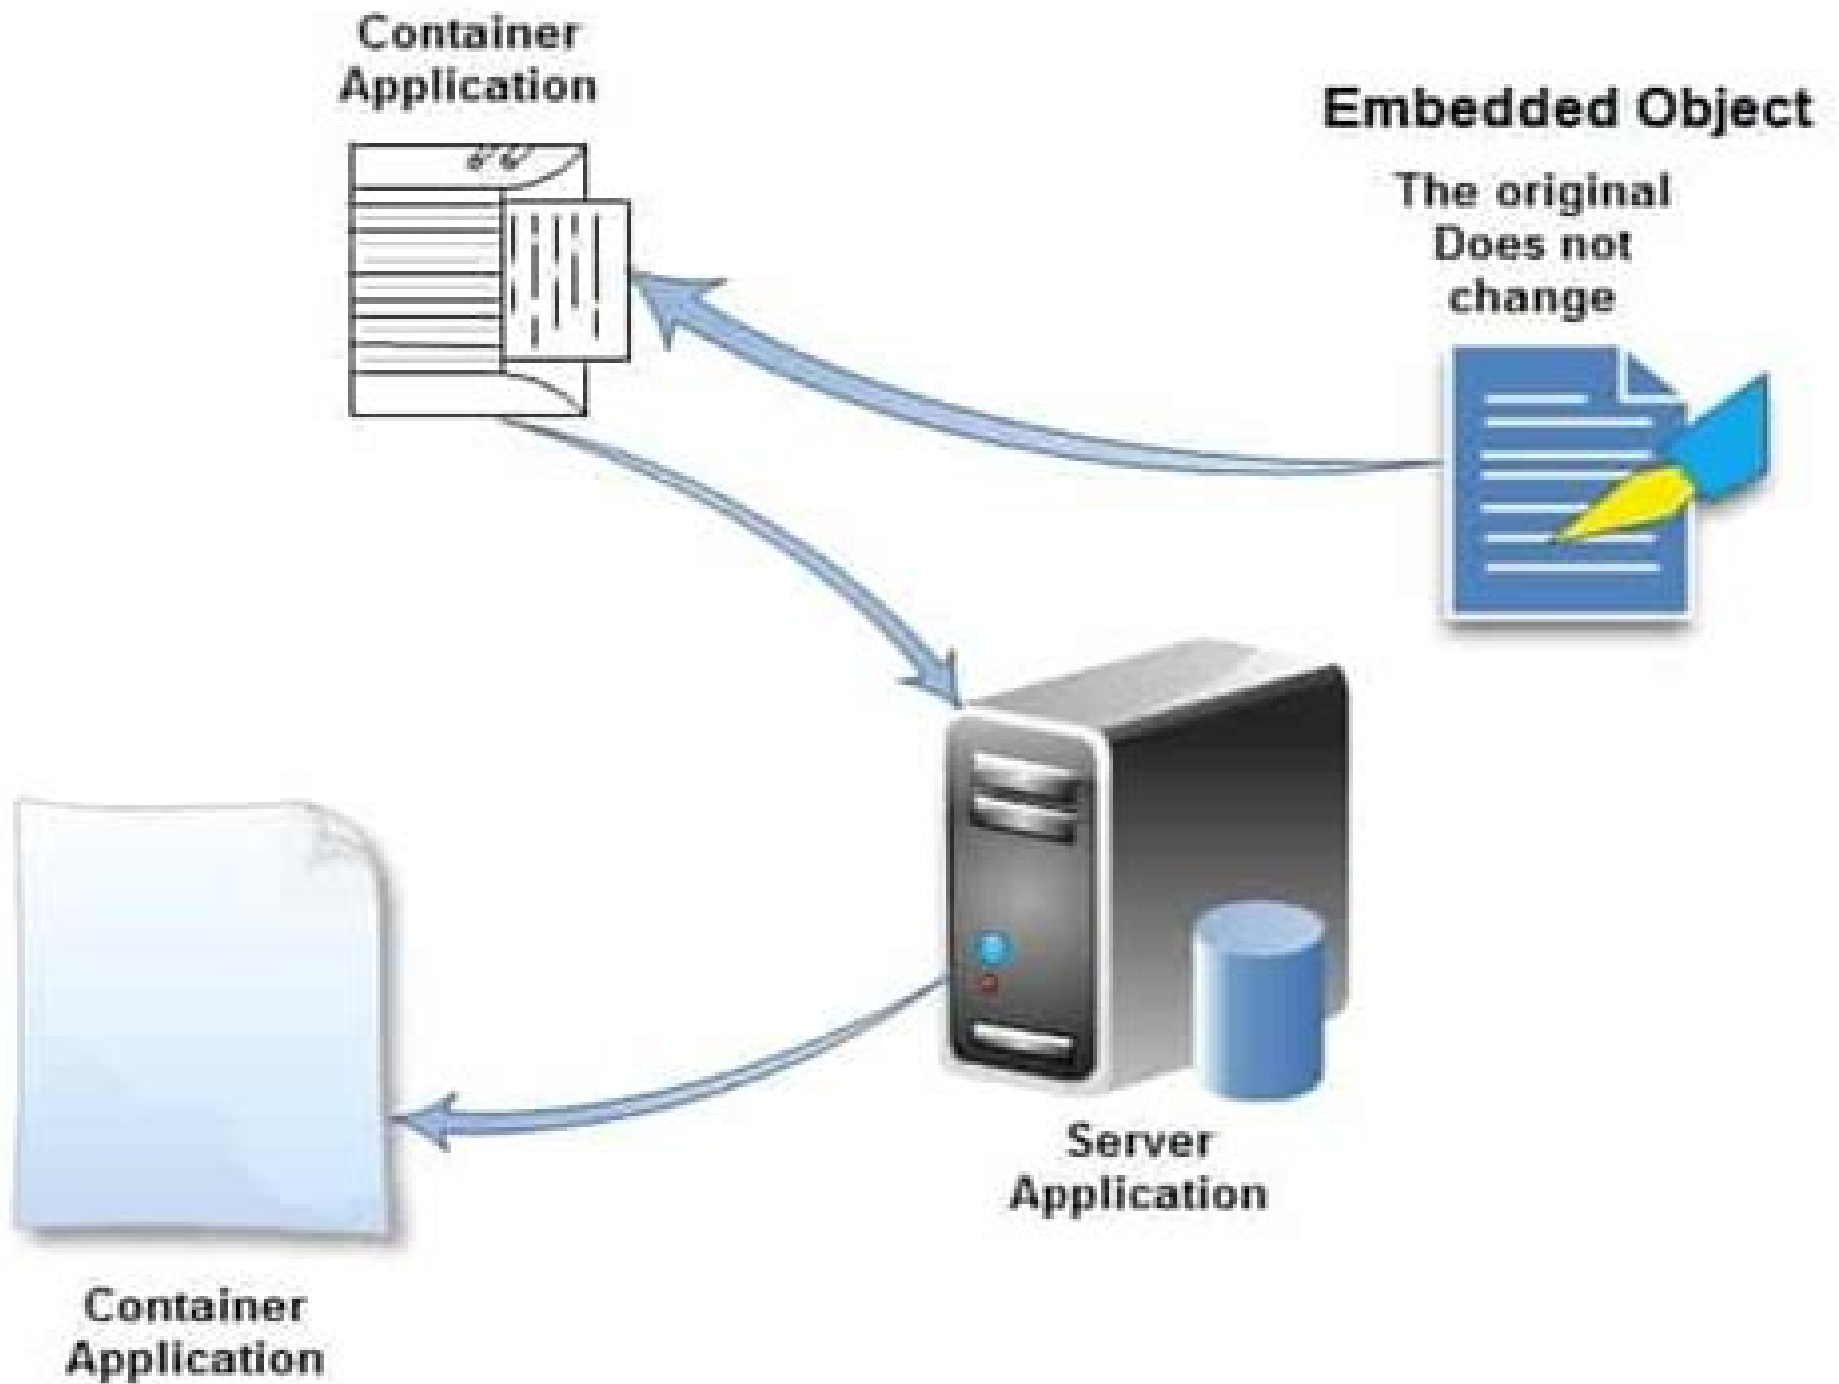 Container
Application
Embedded Object
The original
Does not
change
Server
Application
Container
Application